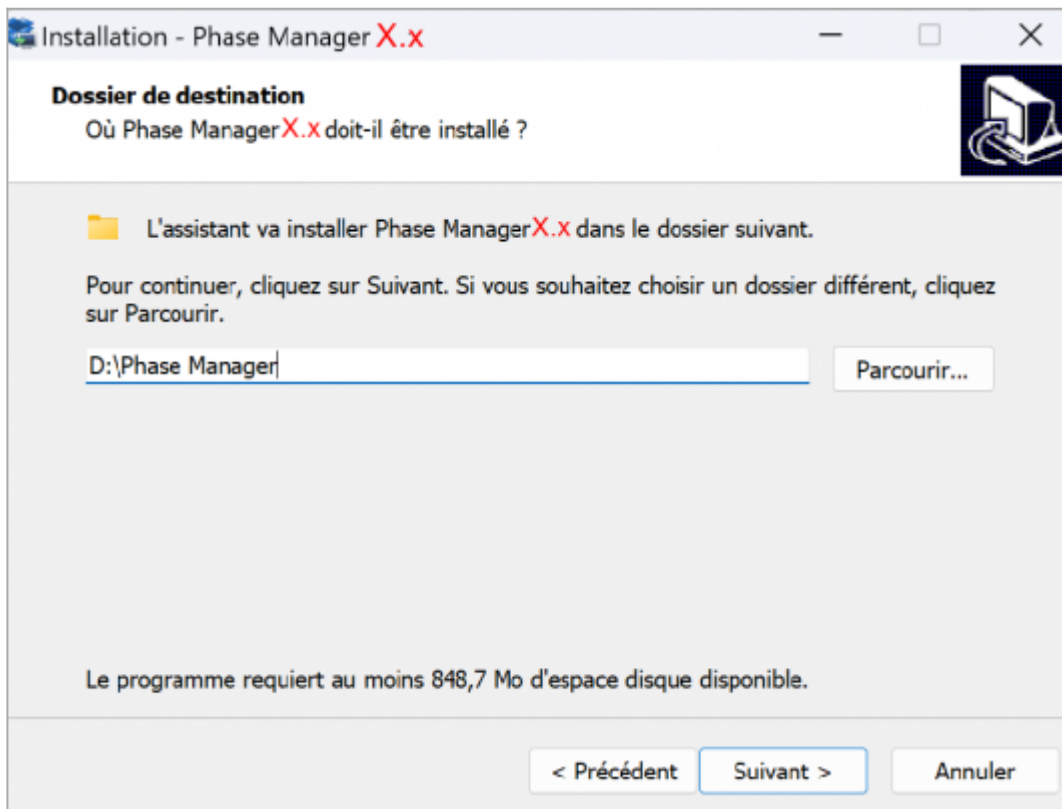 Installation - Phase Manager X.x
Dossier de destination
Où Phase Manager X.x doit-il être installé ?
L'assistant va installer Phase Manager X.x dans le dossier suivant.
Pour continuer, cliquez sur Suivant. Si vous souhaitez choisir un dossier différent, cliquez
sur Parcourir.
D:\Phase Manager
Parcourir...
Le programme requiert au moins 848,7 Mo d'espace disque disponible.
< Précédent
Suivant >
Annuler